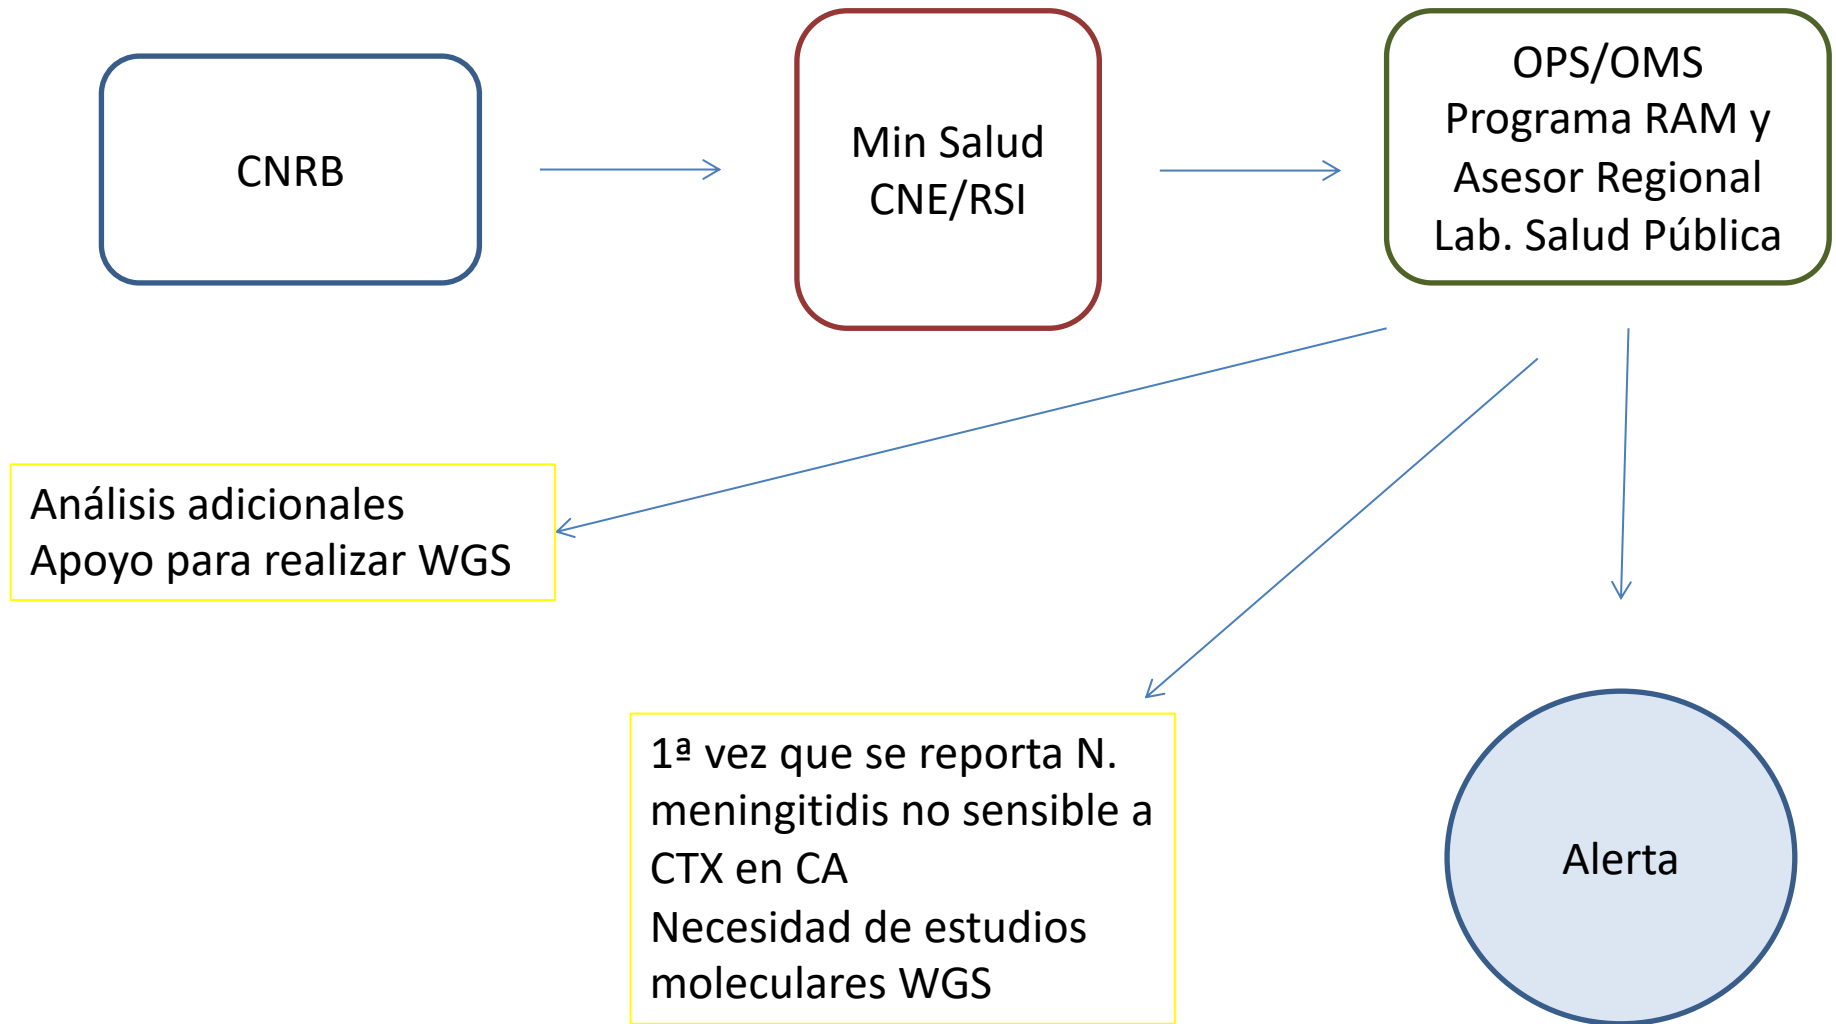 CNRB
Min Salud
CNE/RSI
OPS/OMS
Programa RAM y
Asesor Regional
Lab. Salud Pública
Análisis adicionales
Apoyo para realizar WGS
1ª vez que se reporta N.
meningitidis no sensible a
CTX en CA
Necesidad de estudios
moleculares WGS
Alerta